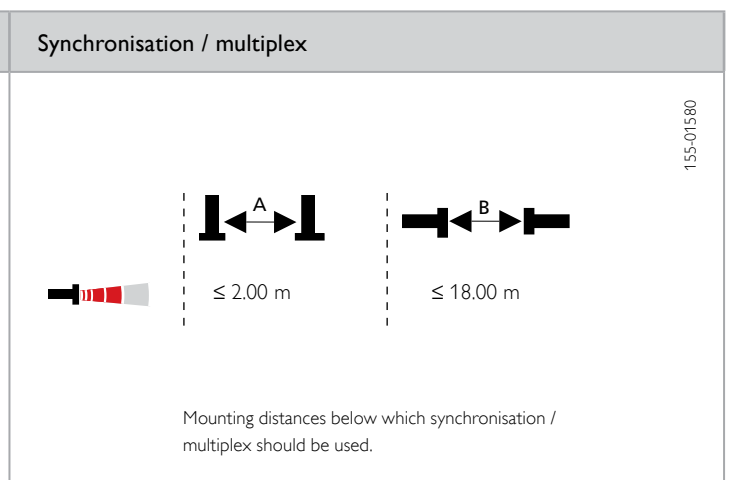 Synchronisation / multiplex
155-01580
A
B
≤ 2.00 m
≤ 18.00 m
Mounting distances below which synchronisation /
multiplex should be used.